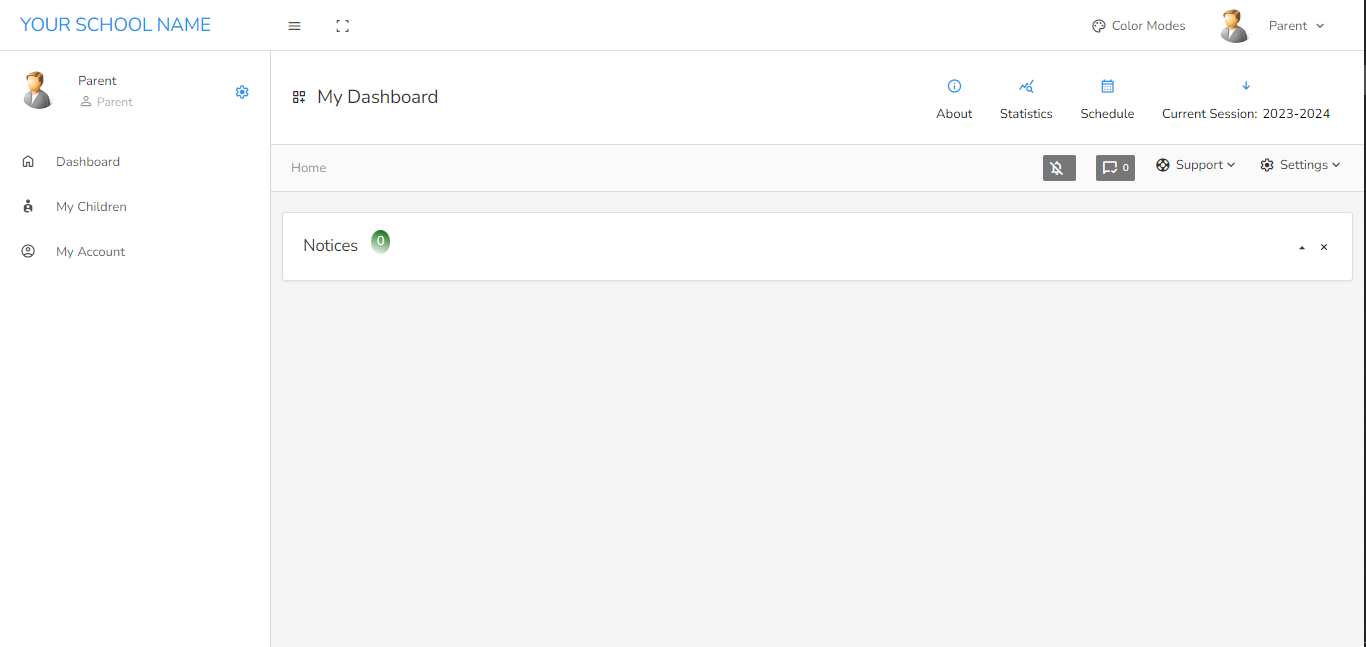 YOUR SCHOOL NAME
Color Modes
Parent
Parent
Parent
Dashboard
My Children
My Account
My Dashboard
About
Statistics
Schedule
Current Session: 2023-2024
Home
0
Support
Settings
Notices 0